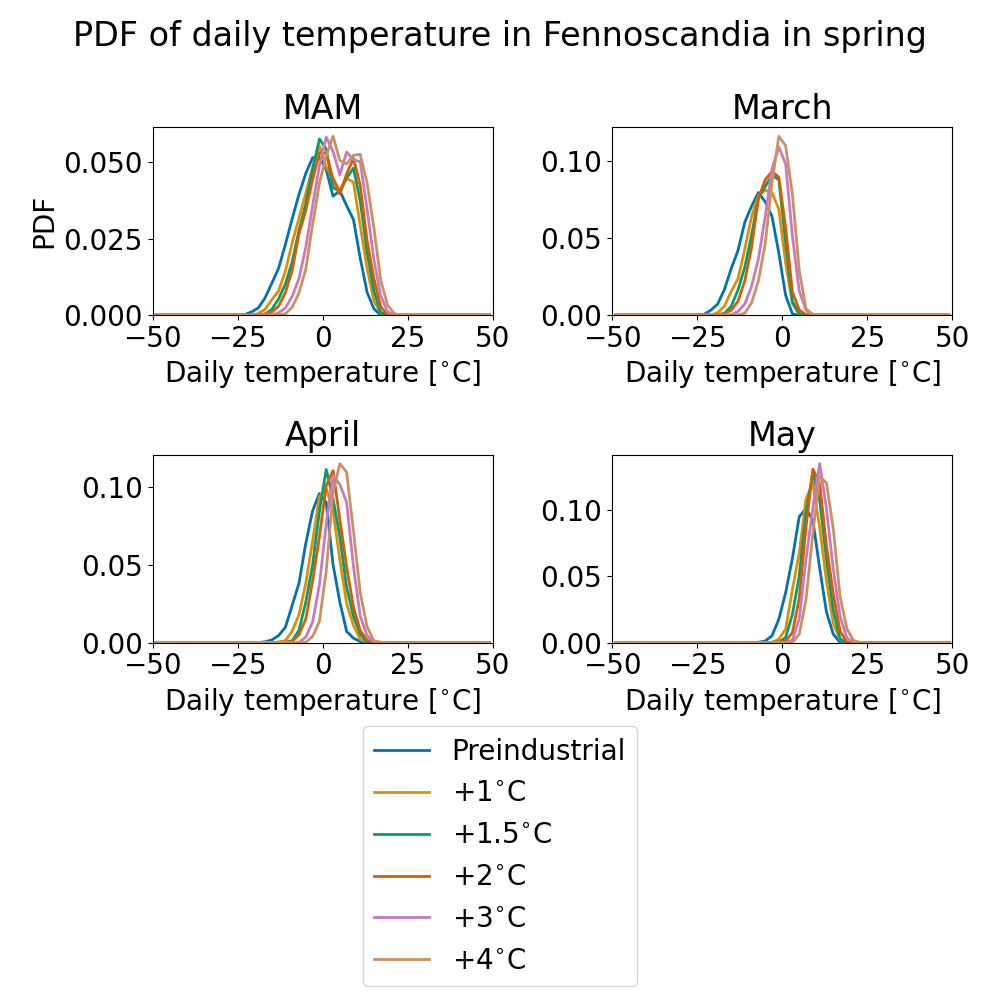 PDF of daily temperature in Fennoscandia in spring
MAM
PDF
0.050
0.025
0.000
−50 −25 0 25 50
Daily temperature [°C]
March
0.10
0.05
0.00
−50 −25 0 25 50
Daily temperature [°C]
April
0.10
0.05
0.00
−50 −25 0 25 50
Daily temperature [°C]
May
0.10
0.05
0.00
−50 −25 0 25 50
Daily temperature [°C]
Preindustrial
+1°C
+1.5°C
+2°C
+3°C
+4°C